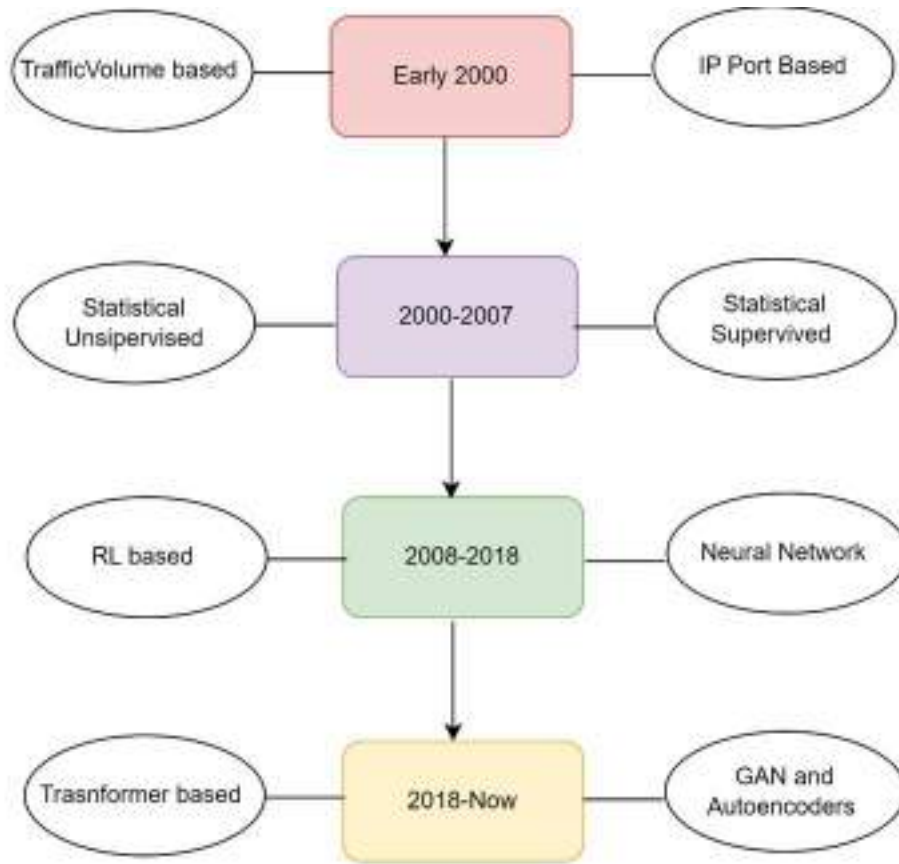 TrafficVolume based
Early 2000
IP Port Based
Statistical
Unsipervised
2000-2007
Statistical
Supervived
RL based
2008-2018
Neural Network
Trasnformer based
2018-Now
GAN and
Autoencoders